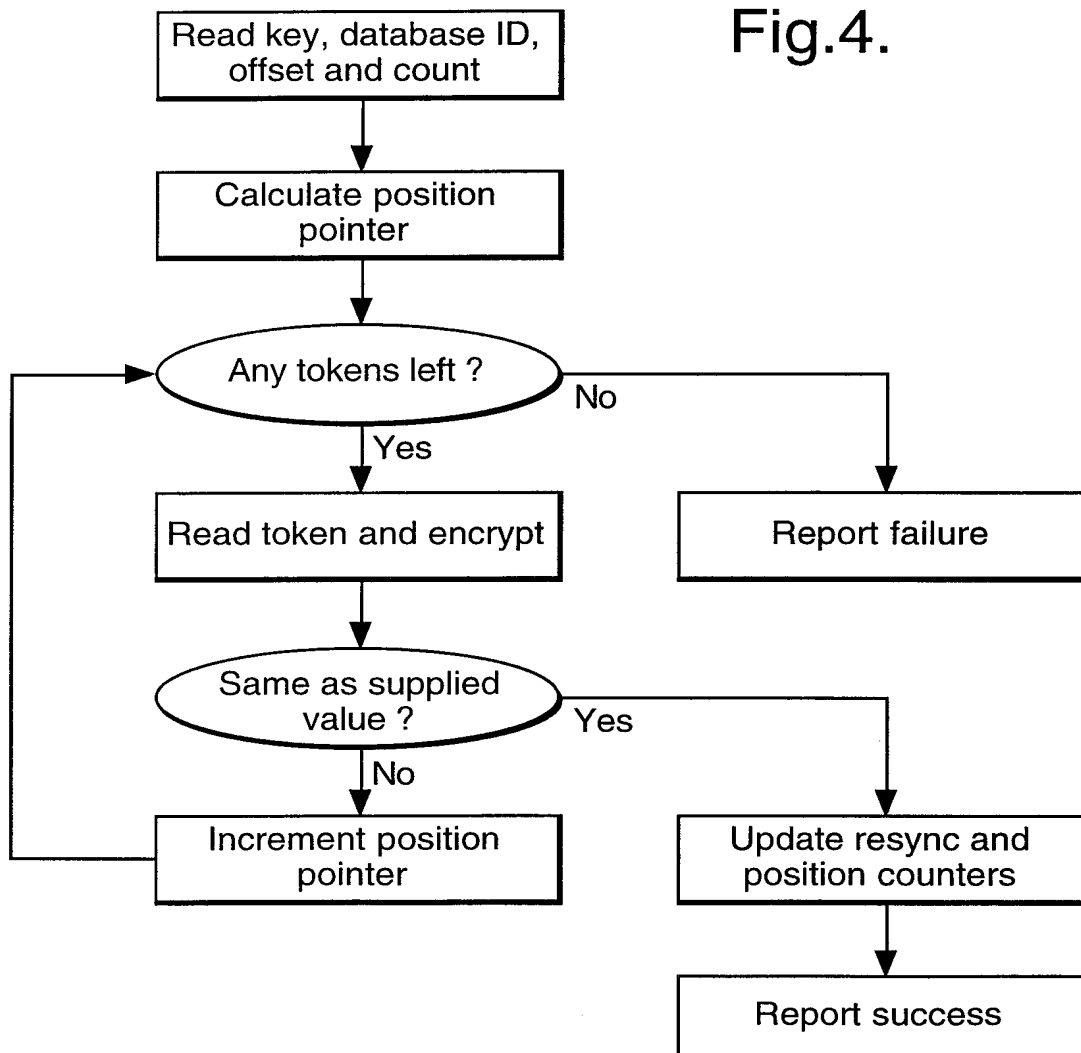 Fig.4.
Read key, database ID,
offset and count
Calculate position
pointer
Any tokens left ?
No
Yes
Read token and encrypt
Report failure
Same as supplied
value ?
Yes
No
Increment position
pointer
Update resync and
position counters
Report success